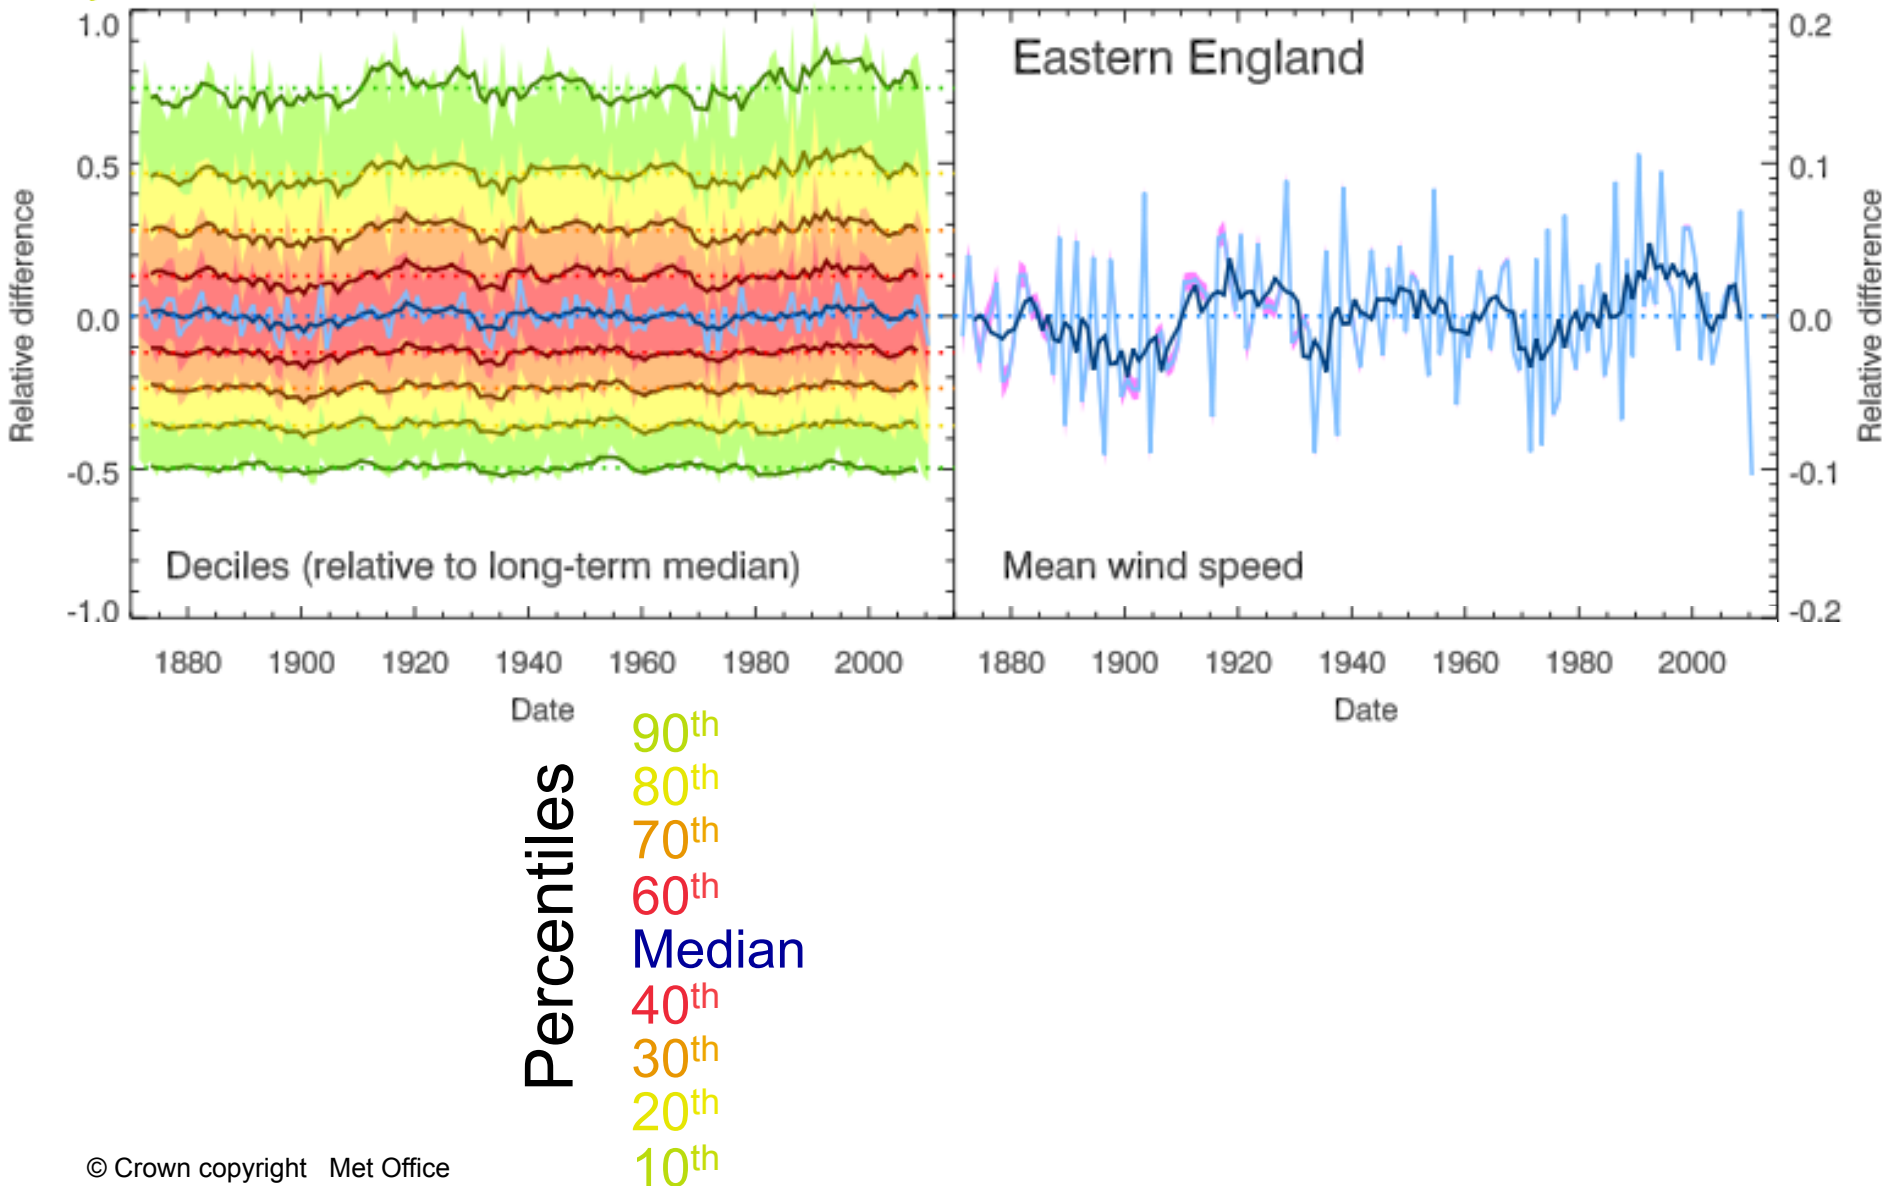 1.0
0.5
0.0
-0.5
-1.0
Relative difference
Deciles (relative to long-term median)
1880 1900 1920 1940 1960 1980 2000
Date
Eastern England
Mean wind speed
0.2
0.1
0.0
-0.1
-0.2
Relative difference
1880 1900 1920 1940 1960 1980 2000
Date
Percentiles
90th
80th
70th
60th
Median
40th
30th
20th
10th
© Crown copyright Met Office